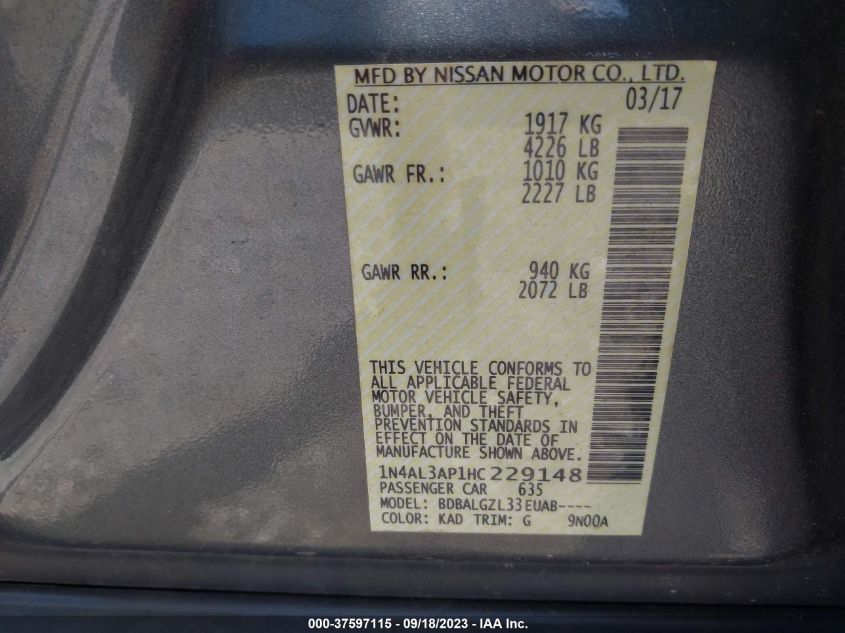 MFD BY NISSAN MOTOR CO., LTD.
DATE: 03/17
GVWR: 1917 KG
4226 LB
GAWR FR.: 1010 KG
2227 LB
GAWR RR.: 940 KG
2072 LB
THIS VEHICLE CONFORMS TO
ALL APPLICABLE FEDERAL
MOTOR VEHICLE SAFETY,
BUMPER, AND THEFT
PREVENTION STANDARDS IN
EFFECT ON THE DATE OF
MANUFACTURE SHOWN ABOVE.
1N4AL3AP1HC229148
PASSENGER CAR 635
MODEL: BDBALGZL33EUAB----
COLOR: KAD TRIM: G 9N00A
000-37597115 - 09/18/2023 - IAA Inc.